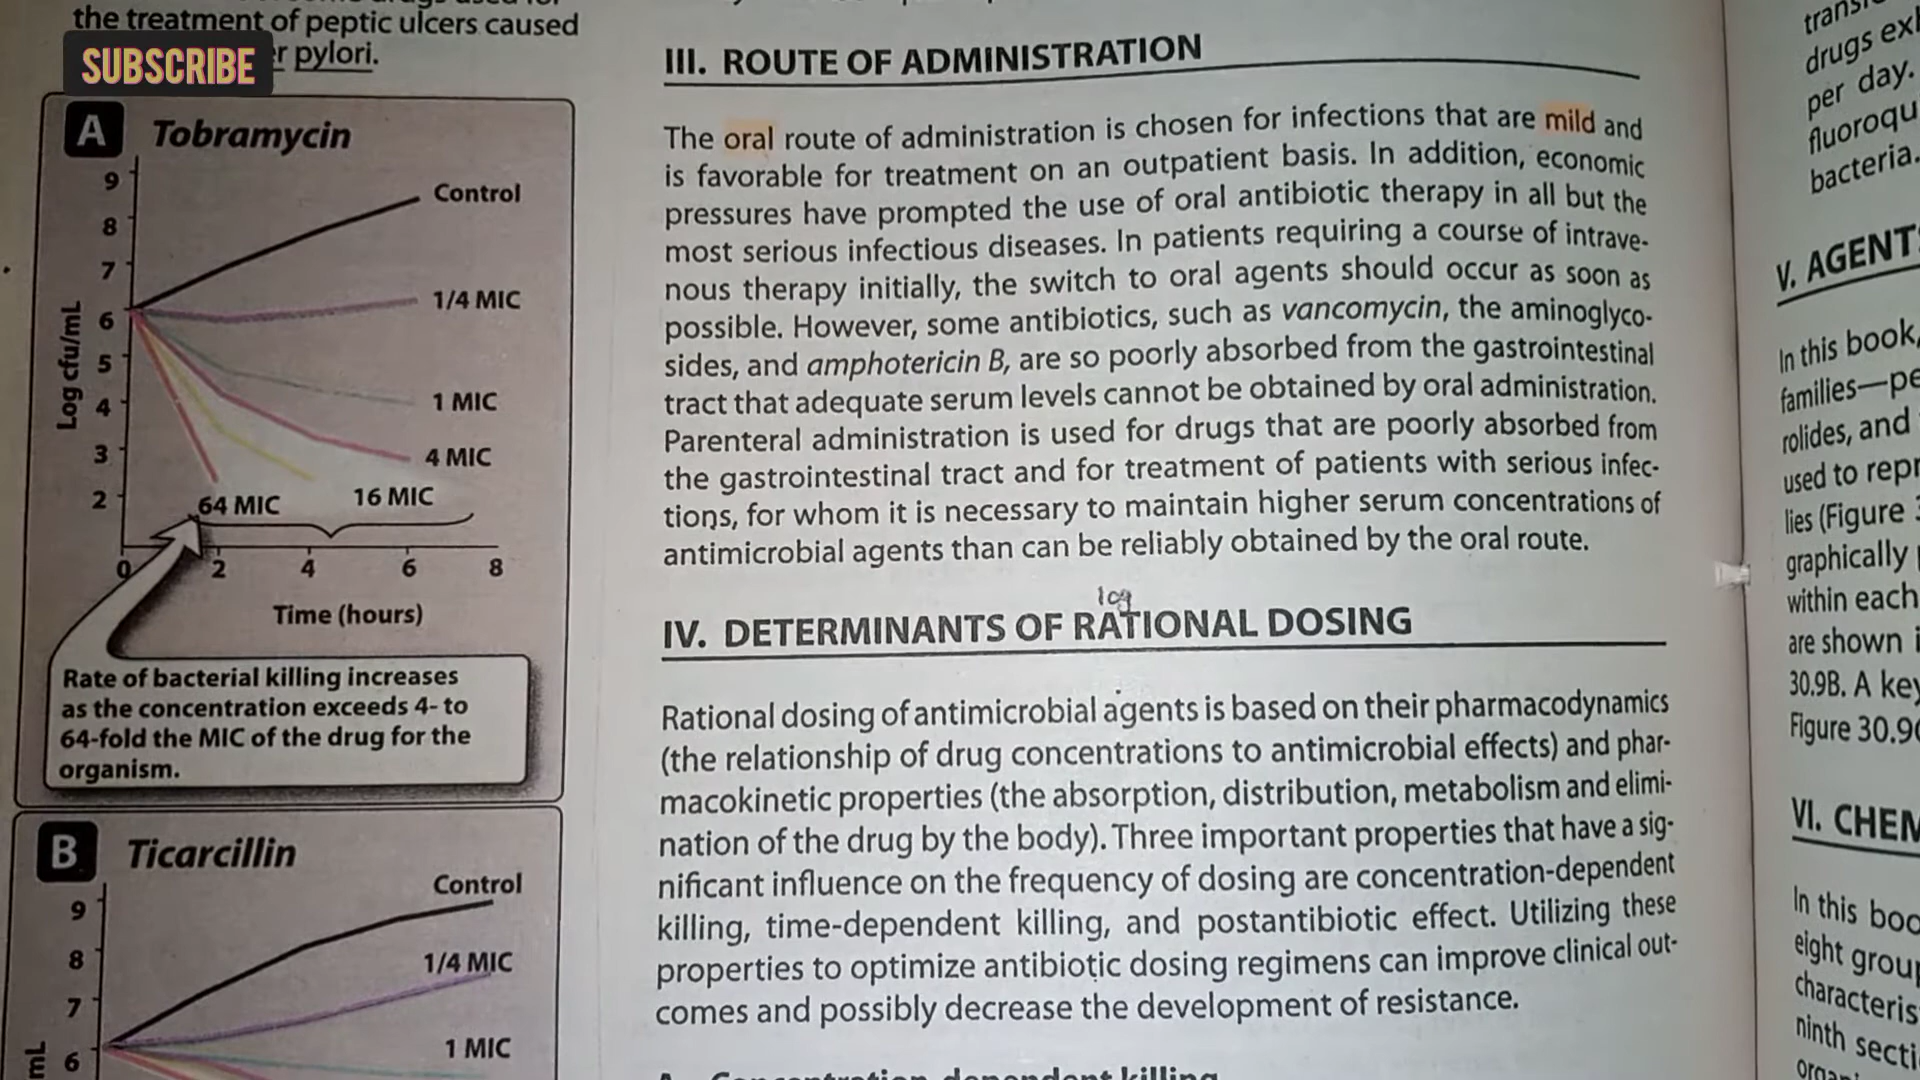 the treatment of peptic ulcers caused
SUBSCRIBE
r pylori.
A Tobramycin
9
8
7
6
5
4
3
2
Log cfu/mL
Control
1/4 MIC
1 MIC
4 MIC
64 MIC
16 MIC
0 2 4 6 8
Time (hours)
Rate of bacterial killing increases
as the concentration exceeds 4- to
64-fold the MIC of the drug for the
organism.
B Ticarcillin
Control
9
1/4 MIC
8
7
1 MIC
6
mL
III. ROUTE OF ADMINISTRATION
The oral route of administration is chosen for infections that are mild and
is favorable for treatment on an outpatient basis. In addition, economic
pressures have prompted the use of oral antibiotic therapy in all but the
most serious infectious diseases. In patients requiring a course of intrave-
nous therapy initially, the switch to oral agents should occur as soon as
possible. However, some antibiotics, such as vancomycin, the aminoglyco-
sides, and amphotericin B, are so poorly absorbed from the gastrointestinal
tract that adequate serum levels cannot be obtained by oral administration.
Parenteral administration is used for drugs that are poorly absorbed from
the gastrointestinal tract and for treatment of patients with serious infec-
tions, for whom it is necessary to maintain higher serum concentrations of
antimicrobial agents than can be reliably obtained by the oral route.
log
IV. DETERMINANTS OF RATIONAL DOSING
Rational dosing of antimicrobial agents is based on their pharmacodynamics
(the relationship of drug concentrations to antimicrobial effects) and phar-
macokinetic properties (the absorption, distribution, metabolism and elimi-
nation of the drug by the body). Three important properties that have a sig-
nificant influence on the frequency of dosing are concentration-dependent
killing, time-dependent killing, and postantibiotic effect. Utilizing these
properties to optimize antibiotic dosing regimens can improve clinical out-
comes and possibly decrease the development of resistance.
drugs
per day.
fluoroqu
bacteria.
V. AGENT
In this book,
families—pe
rolides, and
used to repr
lies (Figure
graphically
within each
are shown i
30.9B. A key
Figure 30.9
VI. CHEM
In this boo
eight group
characteris
ninth secti